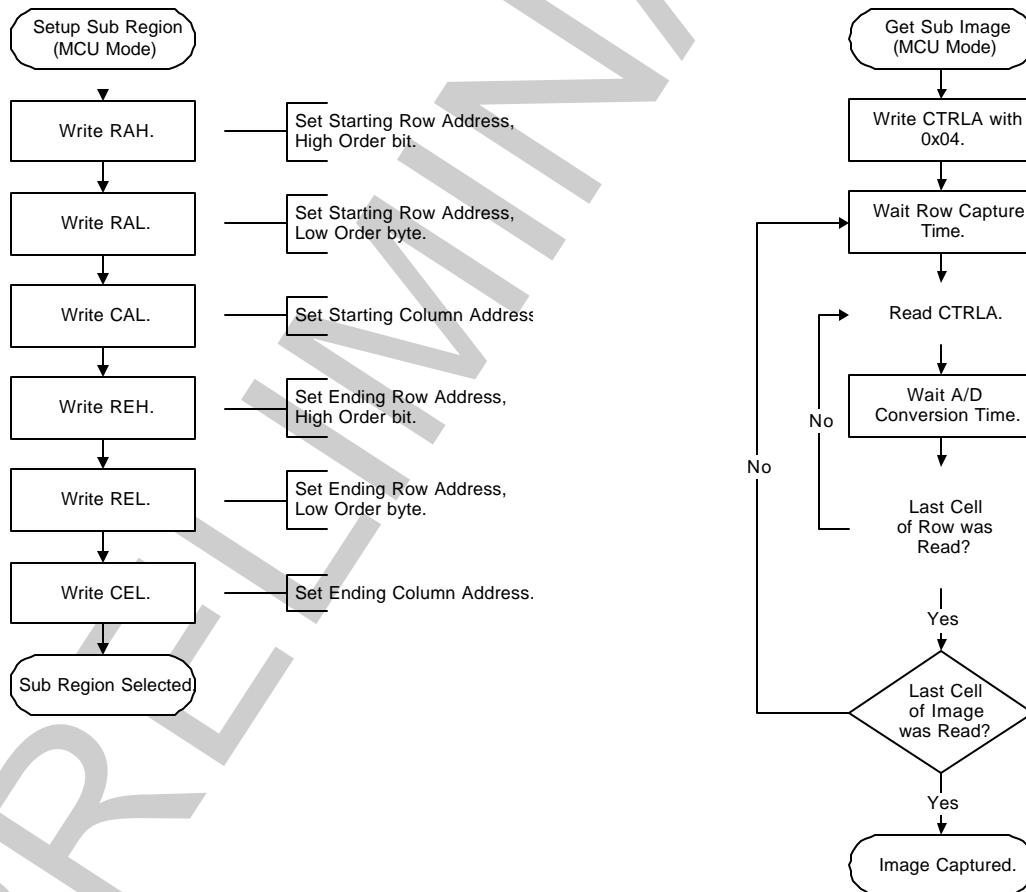 Setup Sub Region
(MCU Mode)
Write RAH.
Set Starting Row Address,
High Order bit.
Write RAL.
Set Starting Row Address,
Low Order byte.
Write CAL.
Set Starting Column Address
Write REH.
Set Ending Row Address,
High Order bit.
Write REL.
Set Ending Row Address,
Low Order byte.
Write CEL.
Set Ending Column Address.
Sub Region Selected.
Get Sub Image
(MCU Mode)
Write CTRLA with
0x04.
Wait Row Capture
Time.
Read CTRLA.
Wait A/D
Conversion Time.
No
No
Last Cell
of Row was
Read?
Yes
Last Cell
of Image
was Read?
Yes
Image Captured.
RELIMINA